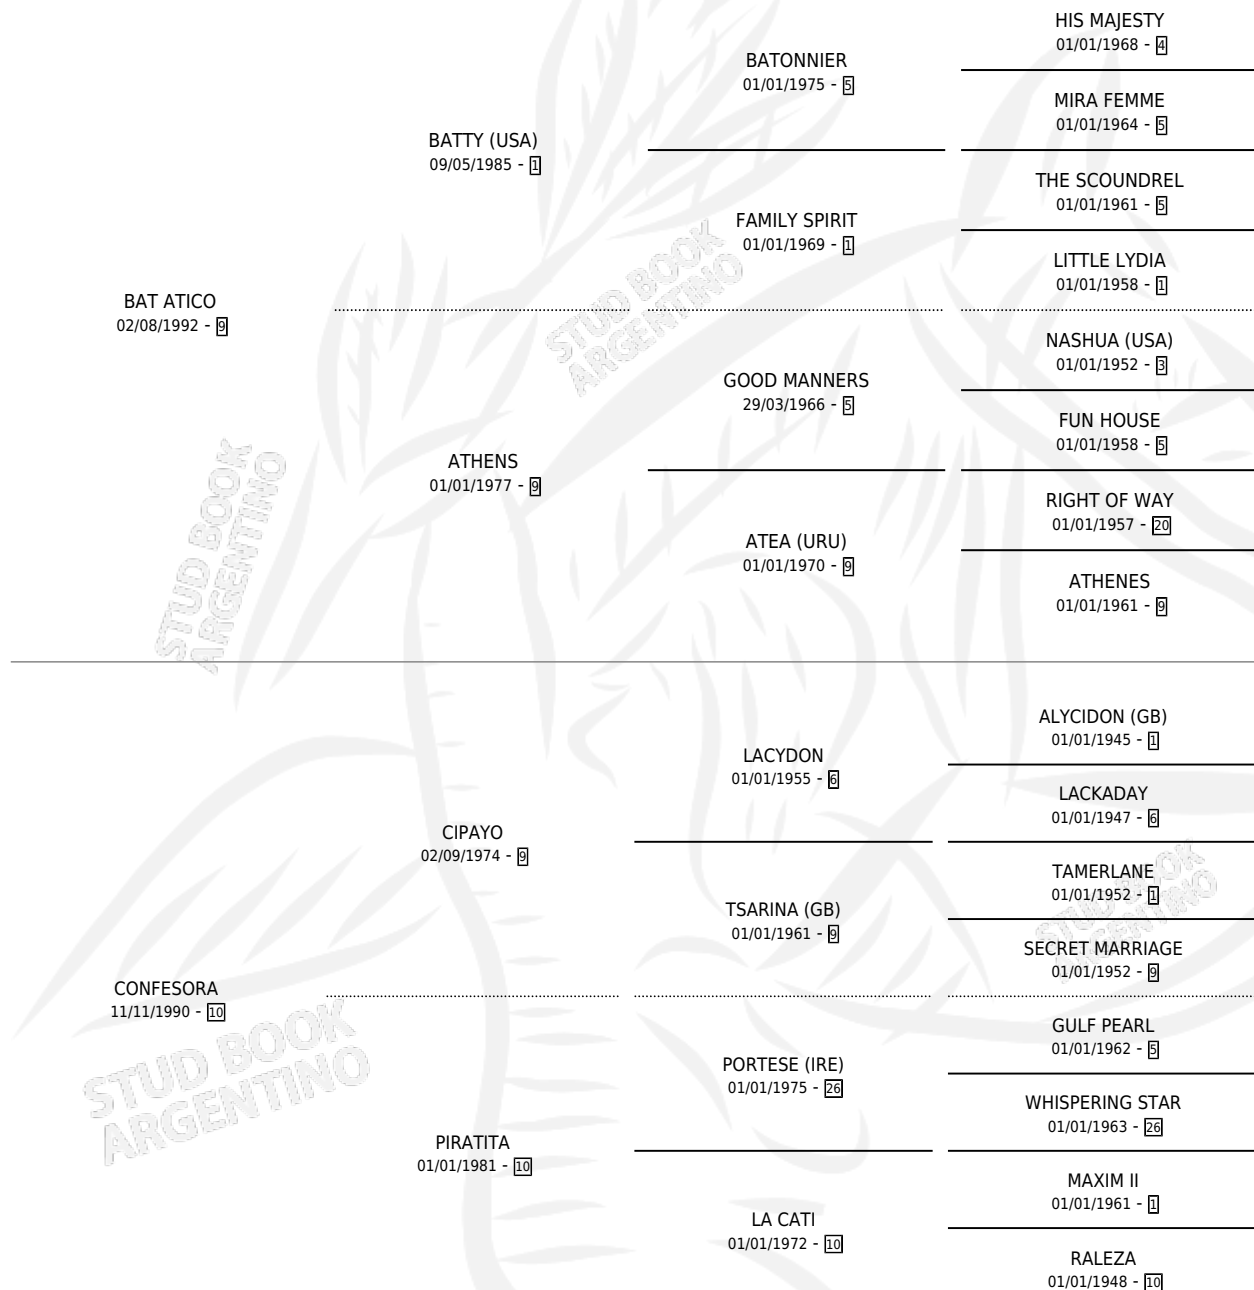 HIS MAJESTY
01/01/1968 - 4
BATONNIER
01/01/1975 - 5
MIRA FEMME
01/01/1964 - 5
BATTY (USA)
09/05/1985 - 1
THE SCOUNDREL
01/01/1961 - 5
FAMILY SPIRIT
01/01/1969 - 1
LITTLE LYDIA
01/01/1958 - 1
BAT ATICO
02/08/1992 - 9
NASHUA (USA)
01/01/1952 - 3
GOOD MANNERS
29/03/1966 - 5
FUN HOUSE
01/01/1958 - 5
ATHENS
01/01/1977 - 9
RIGHT OF WAY
01/01/1957 - 20
ATEA (URU)
01/01/1970 - 9
ATHENES
01/01/1961 - 9
ALYCIDON (GB)
01/01/1945 - 1
LACYDON
01/01/1955 - 6
LACKADAY
01/01/1947 - 6
CIPAYO
02/09/1974 - 9
TAMERLANE
01/01/1952 - 1
TSARINA (GB)
01/01/1961 - 9
SECRET MARRIAGE
01/01/1952 - 9
CONFESORA
11/11/1990 - 10
GULF PEARL
01/01/1962 - 5
PORTESE (IRE)
01/01/1975 - 26
WHISPERING STAR
01/01/1963 - 26
PIRATITA
01/01/1981 - 10
MAXIM II
01/01/1961 - 1
LA CATI
01/01/1972 - 10
RALEZA
01/01/1948 - 10
STUD BOOK
ARGENTINO
STUD BOOK
ARGENTINO
STUD BOOK
ARGENTINO
STUD BOOK
ARGENTINO